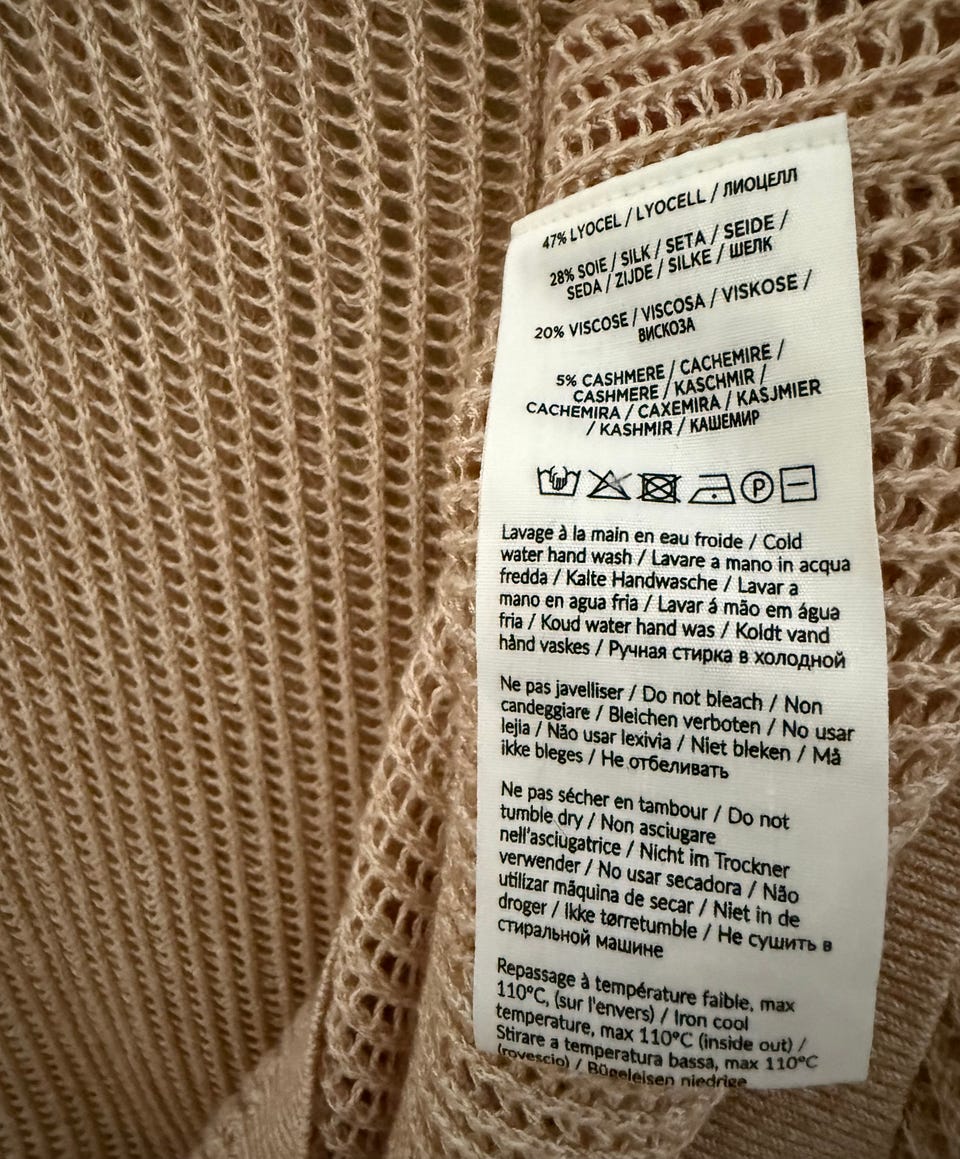 47% LYOCEL / LYOCELL / ЛИОЦЕЛЛ
28% SOIE / SILK / SETA / SEIDE /
SEDA / ZIJDE / SILKE / ШЕЛК
20% VISCOSE / VISCOSA / VISKOSE /
ВИСКОЗА
5% CASHMERE / CACHEMIRE /
CASHMERE / KASCHMIR /
CACHEMIRA / CAXEMIRA / KASJMIER
/ KASHMIR / КАШЕМИР
P
Lavage à la main en eau froide / Cold
water hand wash / Lavare a mano in acqua
fredda / Kalte Handwasche / Lavar a
mano en agua fria / Lavar á mão em água
fria / Koud water hand was / Koldt vand
hånd vaskes / Ручная стирка в холодной
Ne pas javelliser / Do not bleach / Non
candeggiare / Bleichen verboten / No usar
lejia / Não usar lexivia / Niet bleken / Må
ikke bleges / Не отбеливать
Ne pas sécher en tambour / Do not
tumble dry / Non asciugare
nell'asciugatrice / Nicht im Trockner
verwender / No usar secadora / Não
utilizar mãquina de secar / Niet in de
droger / Ikke tørretumble / Не сушить в
стиральной машине
Repassage à température faible, max
110°C, (sur l'envers) / Iron cool
temperature, max 110°C (inside out) /
Stirare a temperatura bassa, max 110°C
(rovescio) / Bügeleisen niedrige